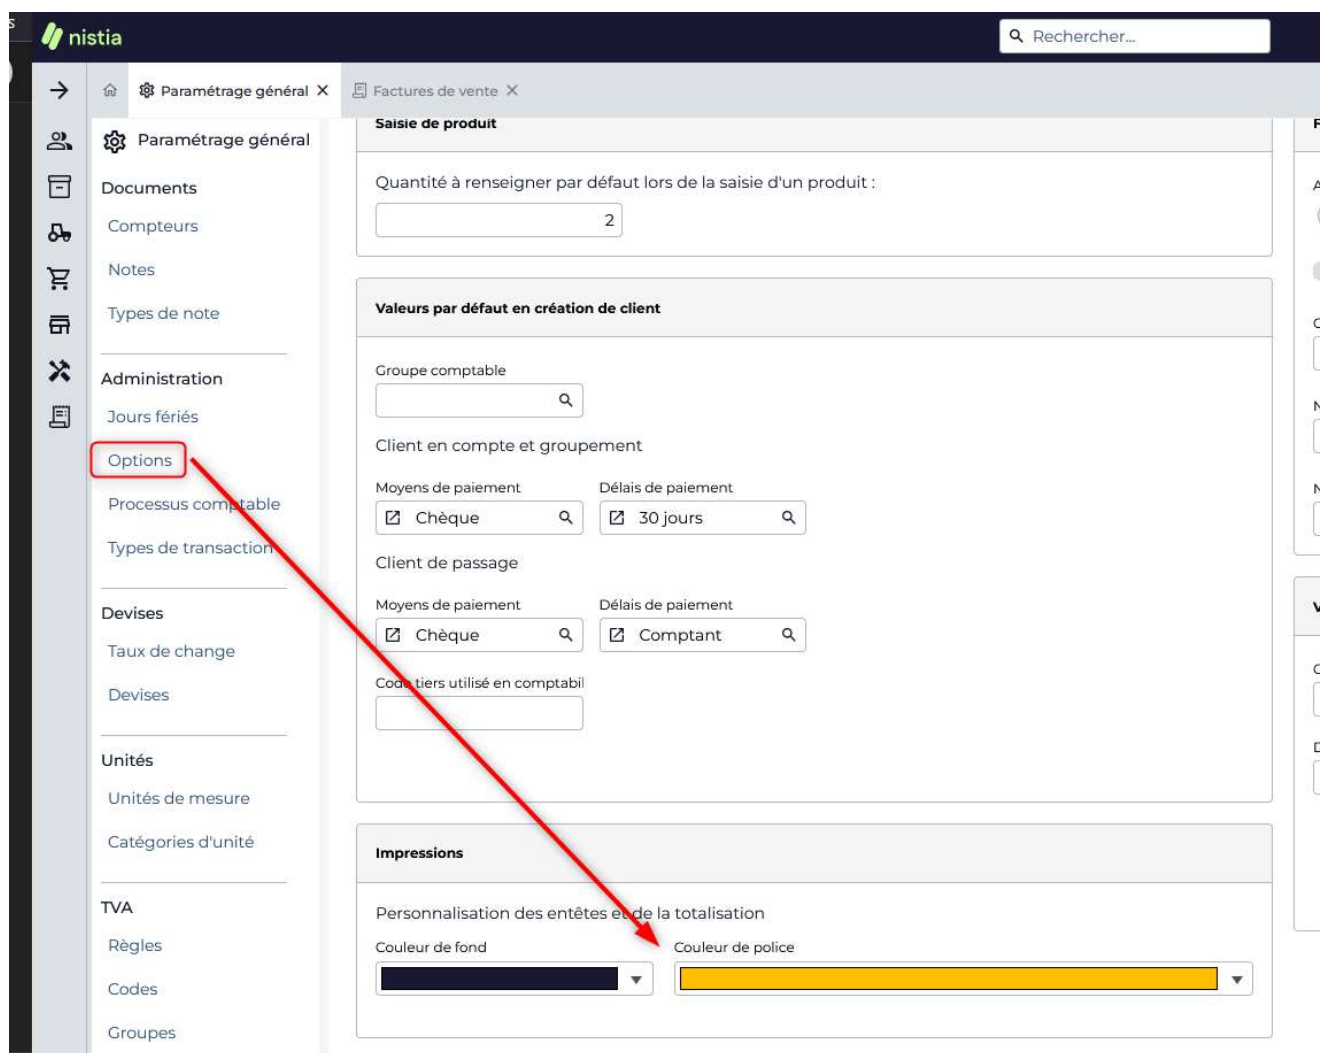 nistia
Rechercher...
Paramétrage général
Factures de vente
Paramétrage général
Documents
Compteurs
Notes
Types de note
Administration
Jours fériés
Options
Processus comptable
Types de transaction
Devises
Taux de change
Devises
Unités
Unités de mesure
Catégories d'unité
TVA
Règles
Codes
Groupes
Saisie de produit
Quantité à renseigner par défaut lors de la saisie d'un produit :
2
Valeurs par défaut en création de client
Groupe comptable
Client en compte et groupement
Moyens de paiement Délais de paiement
Chèque 30 jours
Client de passage
Moyens de paiement Délais de paiement
Chèque Comptant
Code tiers utilisé en comptabil
Impressions
Personnalisation des entêtes et de la totalisation
Couleur de fond Couleur de police